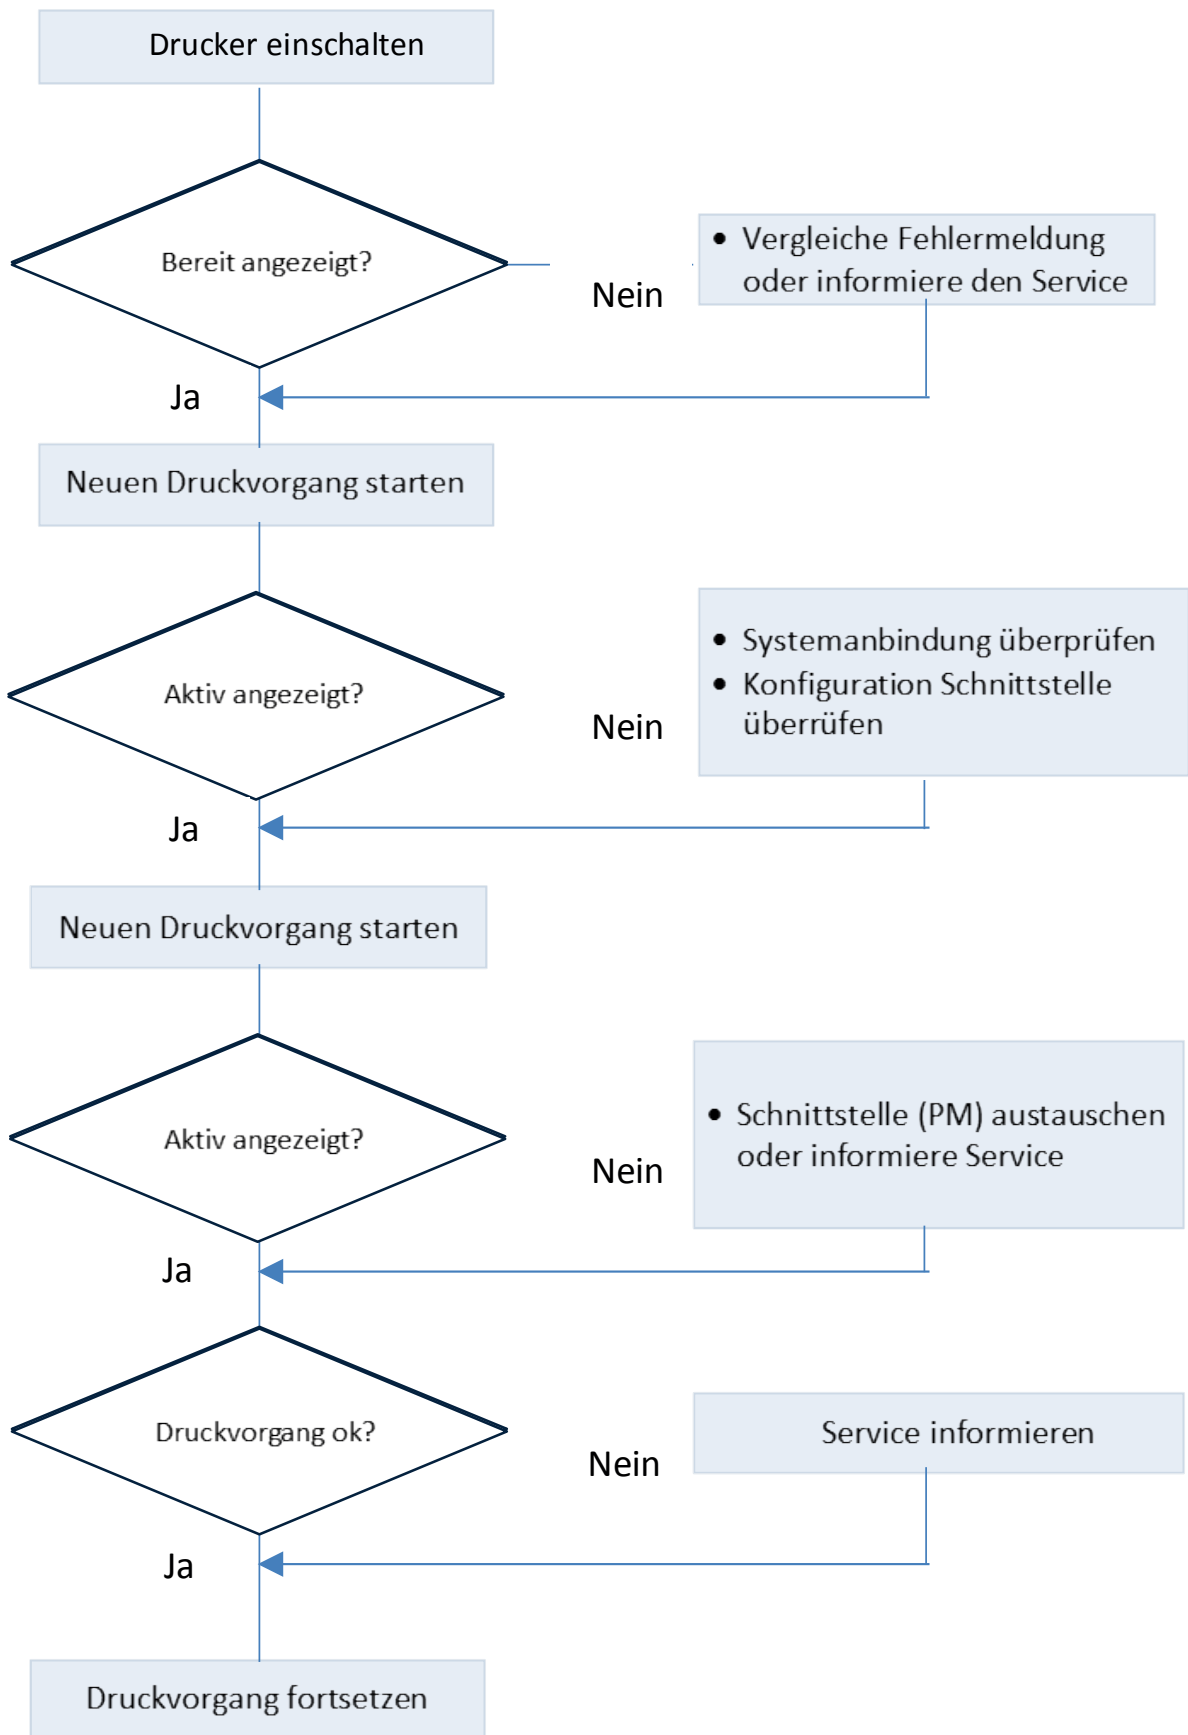 Drucker einschalten
Bereit angezeigt?
Nein
• Vergleiche Fehlermeldung
oder informiere den Service
Ja
Neuen Druckvorgang starten
Aktiv angezeigt?
Nein
• Systemanbindung überprüfen
• Konfiguration Schnittstelle
überrüfen
Ja
Neuen Druckvorgang starten
Aktiv angezeigt?
Nein
• Schnittstelle (PM) austauschen
oder informiere Service
Ja
Druckvorgang ok?
Nein
Service informieren
Ja
Druckvorgang fortsetzen